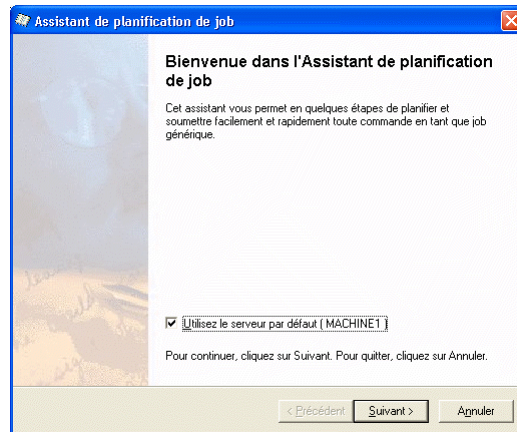 Assistant de planification de job
Bienvenue dans l'Assistant de planification
de job
Cet assistant vous permet en quelques étapes de planifier et
soumettre facilement et rapidement toute commande en tant que job
générique.
Utilisez le serveur par défaut ( MACHINE1 )
Pour continuer, cliquez sur Suivant. Pour quitter, cliquez sur Annuler.
< Précédent Suivant > Annuler